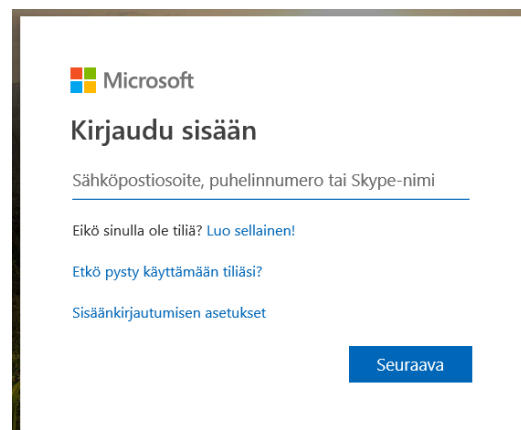 Microsoft
Kirjaudu sisään
Sähköpostiosoite, puhelinnumero tai Skype-nimi
Eikö sinulla ole tiliä? Luo sellainen!
Etkö pysty käyttämään tiliäsi?
Sisäänkirjautumisen asetukset
Seuraava